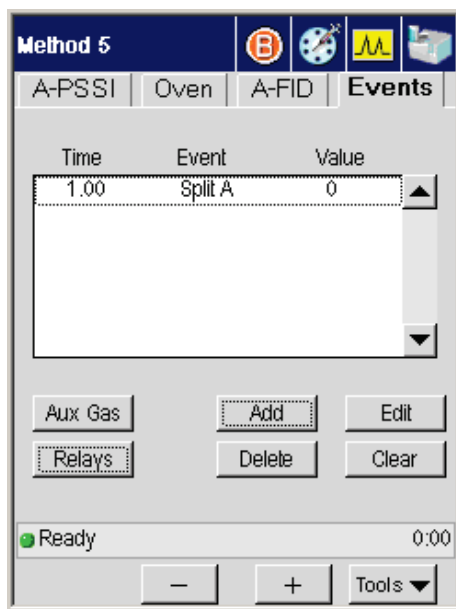 Method 5 B
A-PSSI Oven A-FID Events
Time Event Value
1.00 Split A 0
Aux Gas Add Edit
Relays Delete Clear
Ready 0:00
− + Tools